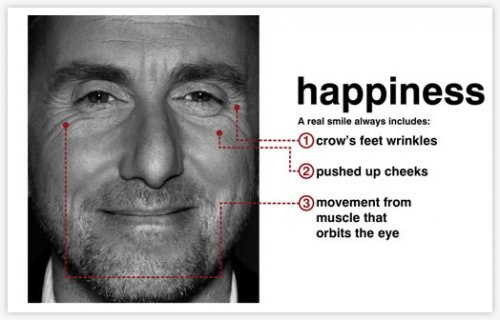 happiness
A real smile always includes:
1 crow's feet wrinkles
2 pushed up cheeks
3 movement from
muscle that
orbits the eye